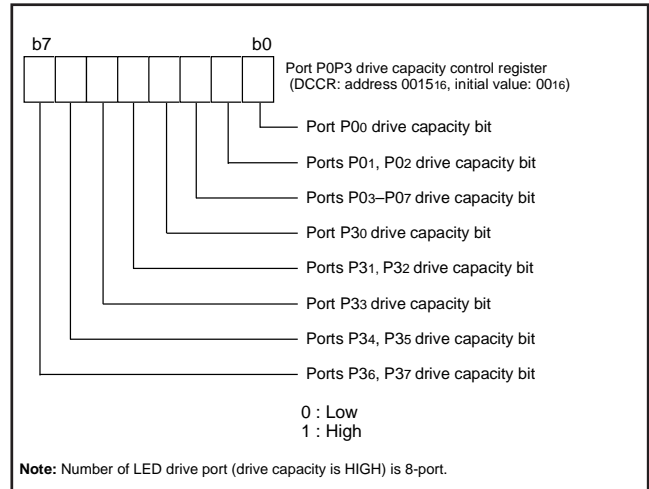 b7 b0
Port P0P3 drive capacity control register
(DCCR: address 001516, initial value: 0016)
Port P00 drive capacity bit
Ports P01, P02 drive capacity bit
Ports P03–P07 drive capacity bit
Port P30 drive capacity bit
Ports P31, P32 drive capacity bit
Port P33 drive capacity bit
Ports P34, P35 drive capacity bit
Ports P36, P37 drive capacity bit
0 : Low
1 : High
Note: Number of LED drive port (drive capacity is HIGH) is 8-port.